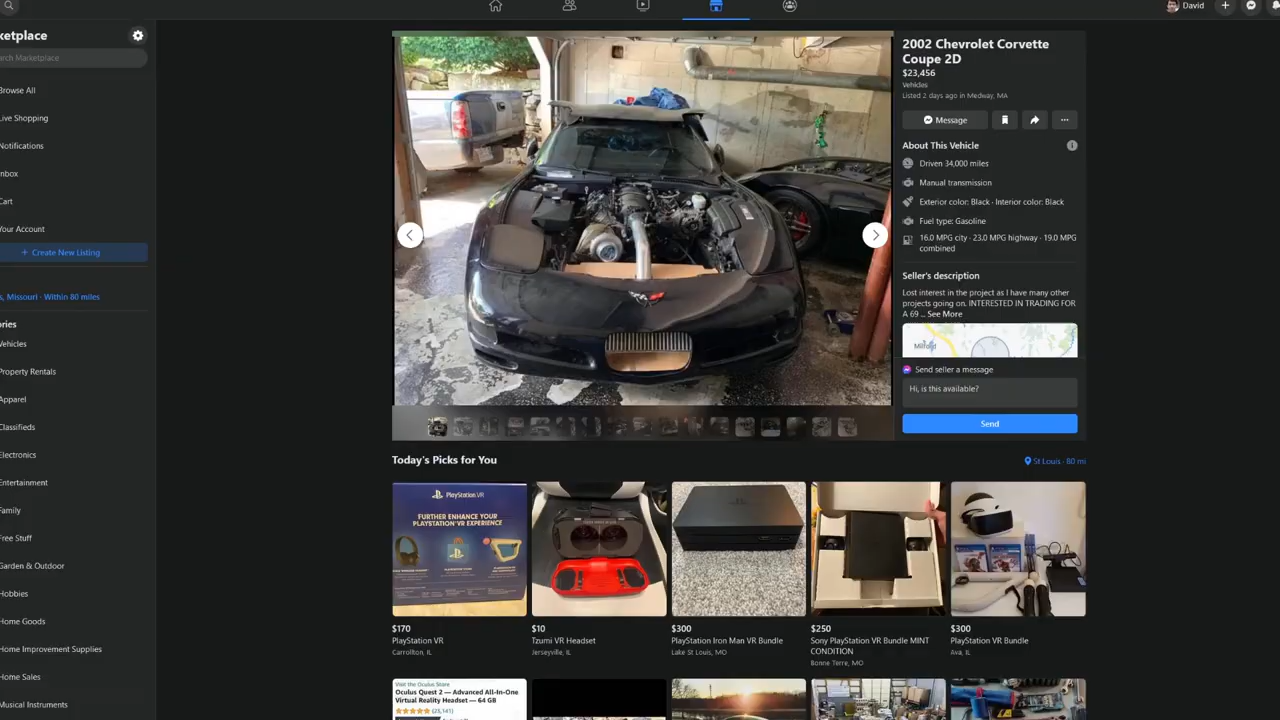 David
ketplace
rch Marketplace
Browse All
Live Shopping
Notifications
nbox
Cart
Your Account
+ Create New Listing
s, Missouri · Within 80 miles
ories
Vehicles
Property Rentals
Apparel
Classifieds
Electronics
Entertainment
Family
Free Stuff
Garden & Outdoor
Hobbies
Home Goods
Home Improvement Supplies
Home Sales
Musical Instruments
2002 Chevrolet Corvette
Coupe 2D
$23,456
Vehicles
Listed 2 days ago in Medway, MA
Message
About This Vehicle
Driven 34,000 miles
Manual transmission
Exterior color: Black · Interior color: Black
Fuel type: Gasoline
16.0 MPG city · 23.0 MPG highway · 19.0 MPG
combined
Seller's description
Lost interest in the project as I have many other
projects going on. INTERESTED IN TRADING FOR
A 69 ... See More
Milford
Send seller a message
Hi, is this available?
Send
Today's Picks for You
St Louis · 80 mi
PlayStation VR
FURTHER ENHANCE YOUR
PLAYSTATION VR EXPERIENCE
$170
PlayStation VR
Carrollton, IL
$10
Tzumi VR Headset
Jerseyville, IL
$300
PlayStation Iron Man VR Bundle
Lake St Louis, MO
$250
Sony PlayStation VR Bundle MINT
CONDITION
Bonne Terre, MO
$300
PlayStation VR Bundle
Ava, IL
Visit the Oculus Store
Oculus Quest 2 — Advanced All-In-One
Virtual Reality Headset — 64 GB
(25,141)